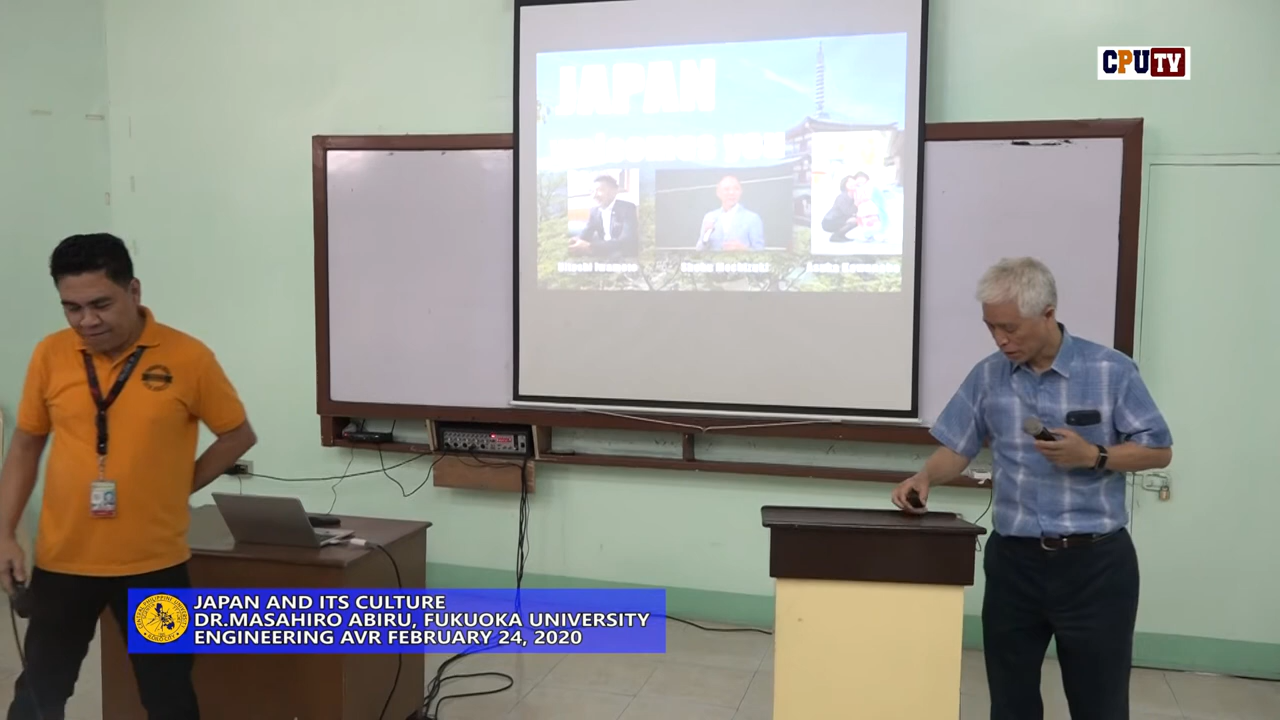 CPUTV
JAPAN
JAPAN AND ITS CULTURE
DR.MASAHIRO ABIRU, FUKUOKA UNIVERSITY
ENGINEERING AVR FEBRUARY 24, 2020